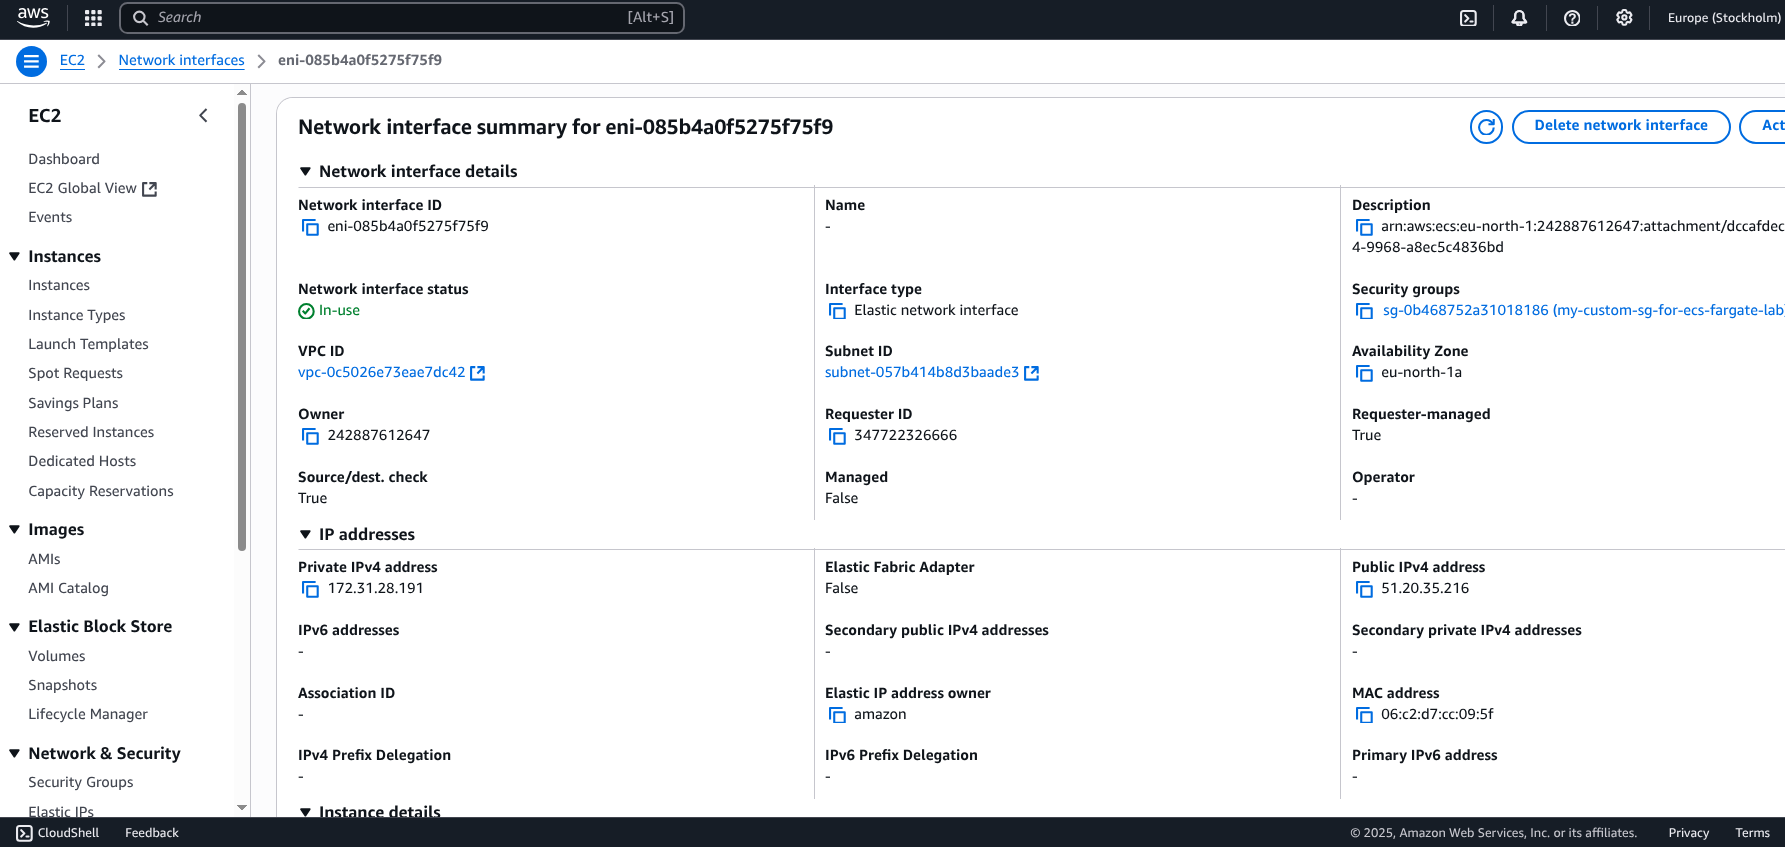 aws
Search
[Alt+S]
Europe (Stockholm)
EC2
Network interfaces
eni-085b4a0f5275f75f9
EC2
Dashboard
EC2 Global View
Events
Instances
Instances
Instance Types
Launch Templates
Spot Requests
Savings Plans
Reserved Instances
Dedicated Hosts
Capacity Reservations
Images
AMIs
AMI Catalog
Elastic Block Store
Volumes
Snapshots
Lifecycle Manager
Network & Security
Security Groups
Elastic IPs
Network interface summary for eni-085b4a0f5275f75f9
Delete network interface
Act
Network interface details
Network interface ID
eni-085b4a0f5275f75f9
Name
-
Description
arn:aws:ecs:eu-north-1:242887612647:attachment/dccafdec
4-9968-a8ec5c4836bd
Network interface status
In-use
Interface type
Elastic network interface
Security groups
sg-0b468752a31018186 (my-custom-sg-for-ecs-fargate-lab)
VPC ID
vpc-0c5026e73eae7dc42
Subnet ID
subnet-057b414b8d3baade3
Availability Zone
eu-north-1a
Owner
242887612647
Requester ID
347722326666
Requester-managed
True
Source/dest. check
True
Managed
False
Operator
-
IP addresses
Private IPv4 address
172.31.28.191
Elastic Fabric Adapter
False
Public IPv4 address
51.20.35.216
IPv6 addresses
-
Secondary public IPv4 addresses
-
Secondary private IPv4 addresses
-
Association ID
-
Elastic IP address owner
amazon
MAC address
06:c2:d7:cc:09:5f
IPv4 Prefix Delegation
-
IPv6 Prefix Delegation
-
Primary IPv6 address
-
Instance details
CloudShell
Feedback
© 2025, Amazon Web Services, Inc. or its affiliates.
Privacy
Terms